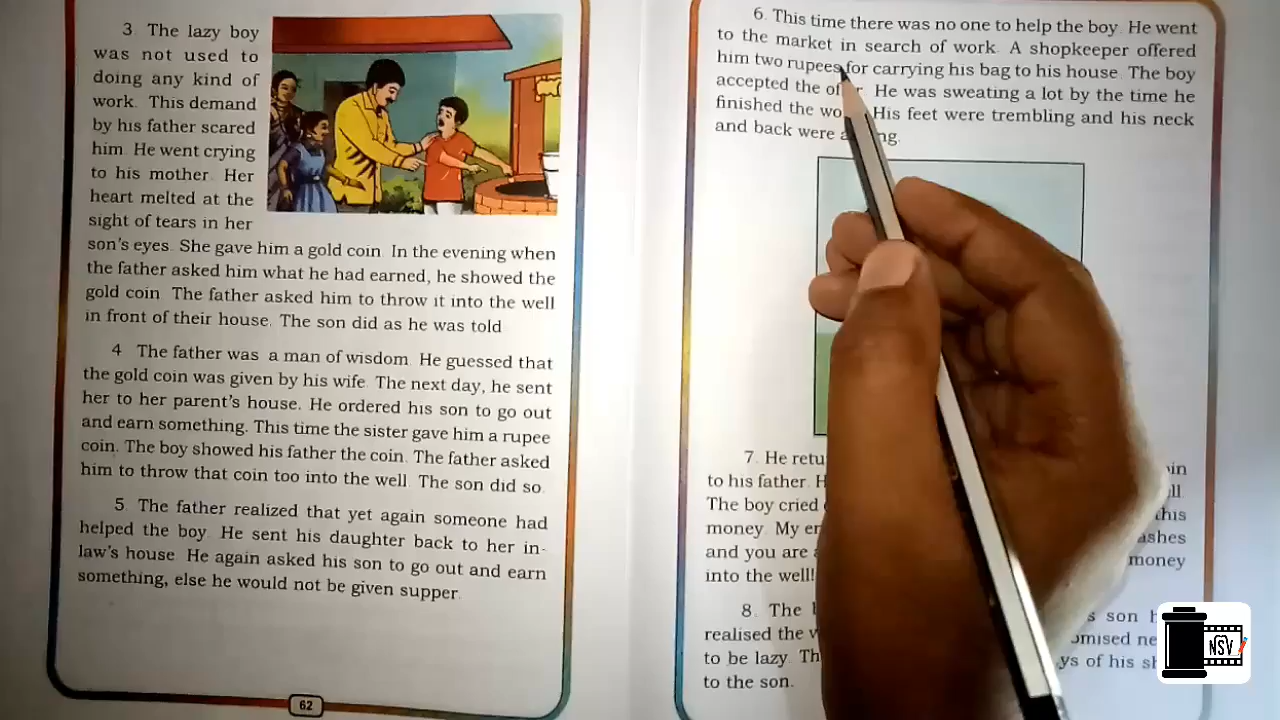 3 The lazy boy
was not used to
doing any kind of
work. This demand
by his father scared
him. He went crying
to his mother. Her
heart melted at the
sight of tears in her
son's eyes. She gave him a gold coin. In the evening when
the father asked him what he had earned, he showed the
gold coin. The father asked him to throw it into the well
in front of their house. The son did as he was told
4 The father was a man of wisdom. He guessed that
the gold coin was given by his wife. The next day, he sent
her to her parent's house. He ordered his son to go out
and earn something. This time the sister gave him a rupee
coin. The boy showed his father the coin. The father asked
him to throw that coin too into the well. The son did so.
5 The father realized that yet again someone had
helped the boy. He sent his daughter back to her in-
law's house. He again asked his son to go out and earn
something, else he would not be given supper.
62
6. This time there was no one to help the boy. He went
to the market in search of work. A shopkeeper offered
him two rupees for carrying his bag to his house. The boy
accepted the He was sweating a lot by the time he
finished the His feet were trembling and his neck
and back were
7. He
to his father.
The boy cried this
money. My
and you are money
into the well!
8. The son
realised the
to be lazy. of his
to the son.
NSV